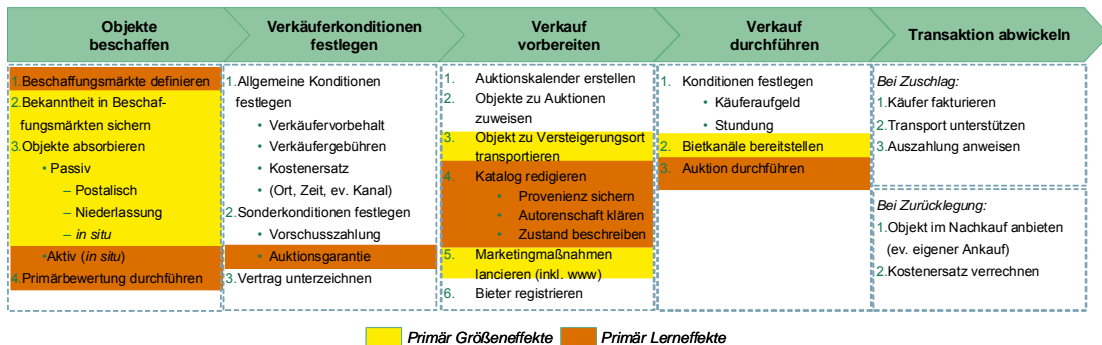 Objekte
beschaffen
Verkäuferkonditionen
festlegen
Verkauf
vorbereiten
Verkauf
durchführen
Transaktion abwickeln
1.Beschaffungsmärkte definieren
2.Bekanntheit in Beschaf-
fungsmärkten sichern
3.Objekte absorbieren
• Passiv
– Postalisch
– Niederlassung
– in situ
•Aktiv (in situ)
4.Primärbewertung durchführen
1.Allgemeine Konditionen
festlegen
• Verkäufervorbehalt
• Verkäufergebühren
• Kostenersatz
• (Ort, Zeit, ev. Kanal)
2.Sonderkonditionen festlegen
• Vorschusszahlung
• Auktionsgarantie
3.Vertrag unterzeichnen
1. Auktionskalender erstellen
2. Objekte zu Auktionen
zuweisen
3. Objekt zu Versteigerungsort
transportieren
4. Katalog redigieren
• Provenienz sichern
• Autorenschaft klären
• Zustand beschreiben
5. Marketingmaßnahmen
lancieren (inkl. www)
6. Bieter registrieren
1. Konditionen festlegen
• Käuferaufgeld
• Stundung
2. Bietkanäle bereitstellen
3. Auktion durchführen
Bei Zuschlag:
1.Käufer fakturieren
2.Transport unterstützen
3.Auszahlung anweisen
Bei Zurücklegung:
1.Objekt im Nachkauf anbieten
(ev. eigener Ankauf)
2.Kostenersatz verrechnen
Primär Größeneffekte
Primär Lerneffekte